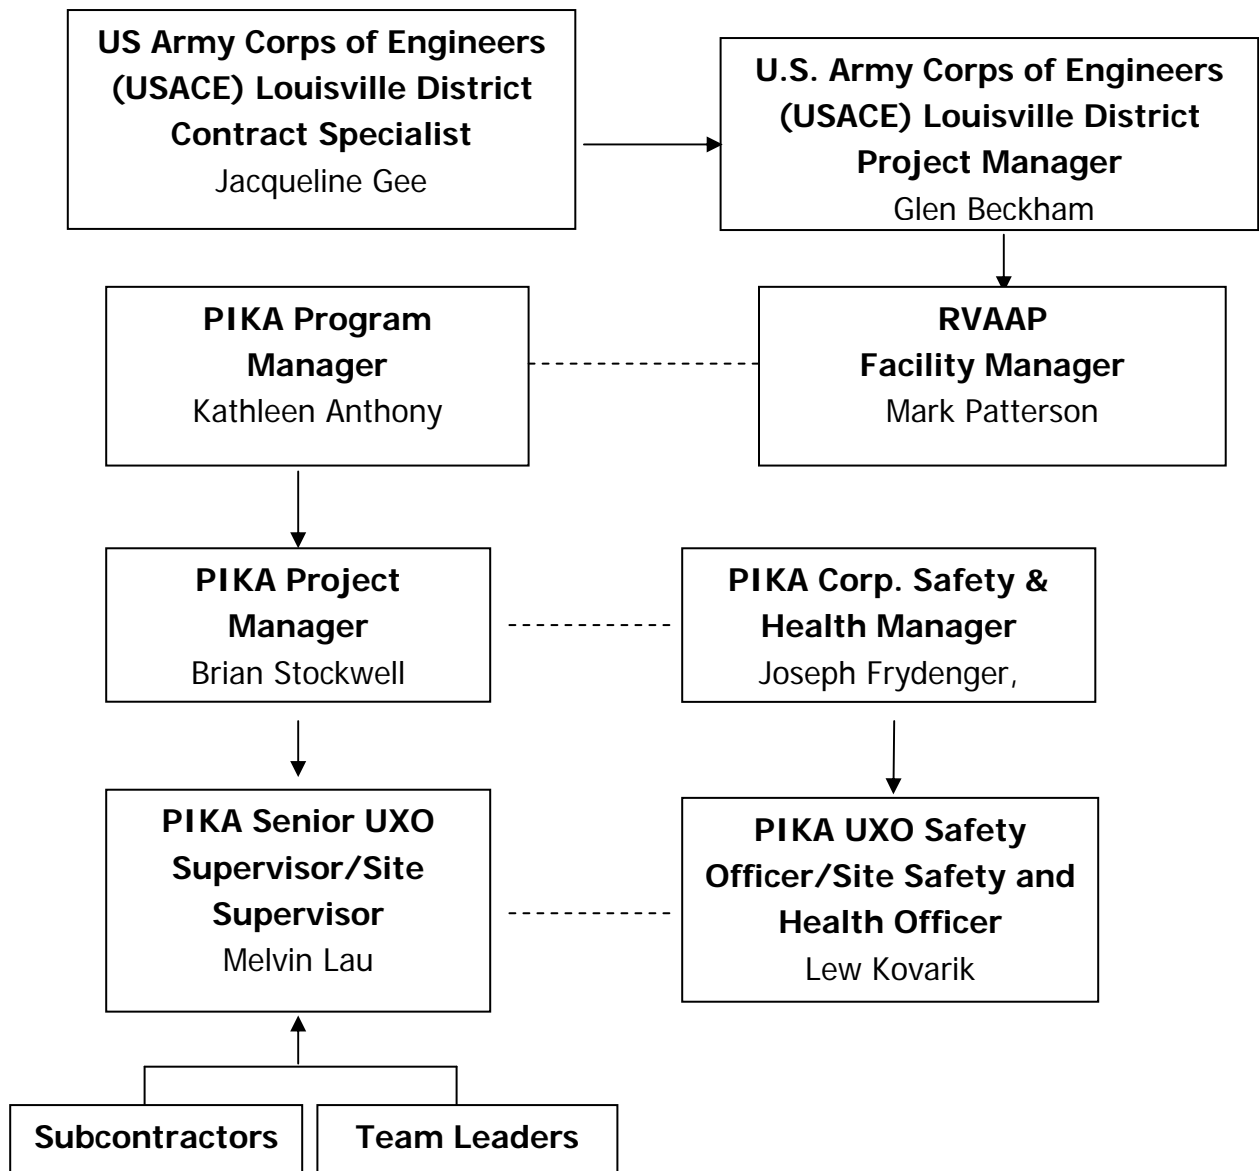 US Army Corps of Engineers
(USACE) Louisville District
Contract Specialist
Jacqueline Gee
U.S. Army Corps of Engineers
(USACE) Louisville District
Project Manager
Glen Beckham
PIKA Program
Manager
Kathleen Anthony
RVAAP
Facility Manager
Mark Patterson
PIKA Project
Manager
Brian Stockwell
PIKA Corp. Safety &
Health Manager
Joseph Frydenger,
PIKA Senior UXO
Supervisor/Site
Supervisor
Melvin Lau
PIKA UXO Safety
Officer/Site Safety and
Health Officer
Lew Kovarik
Subcontractors
Team Leaders